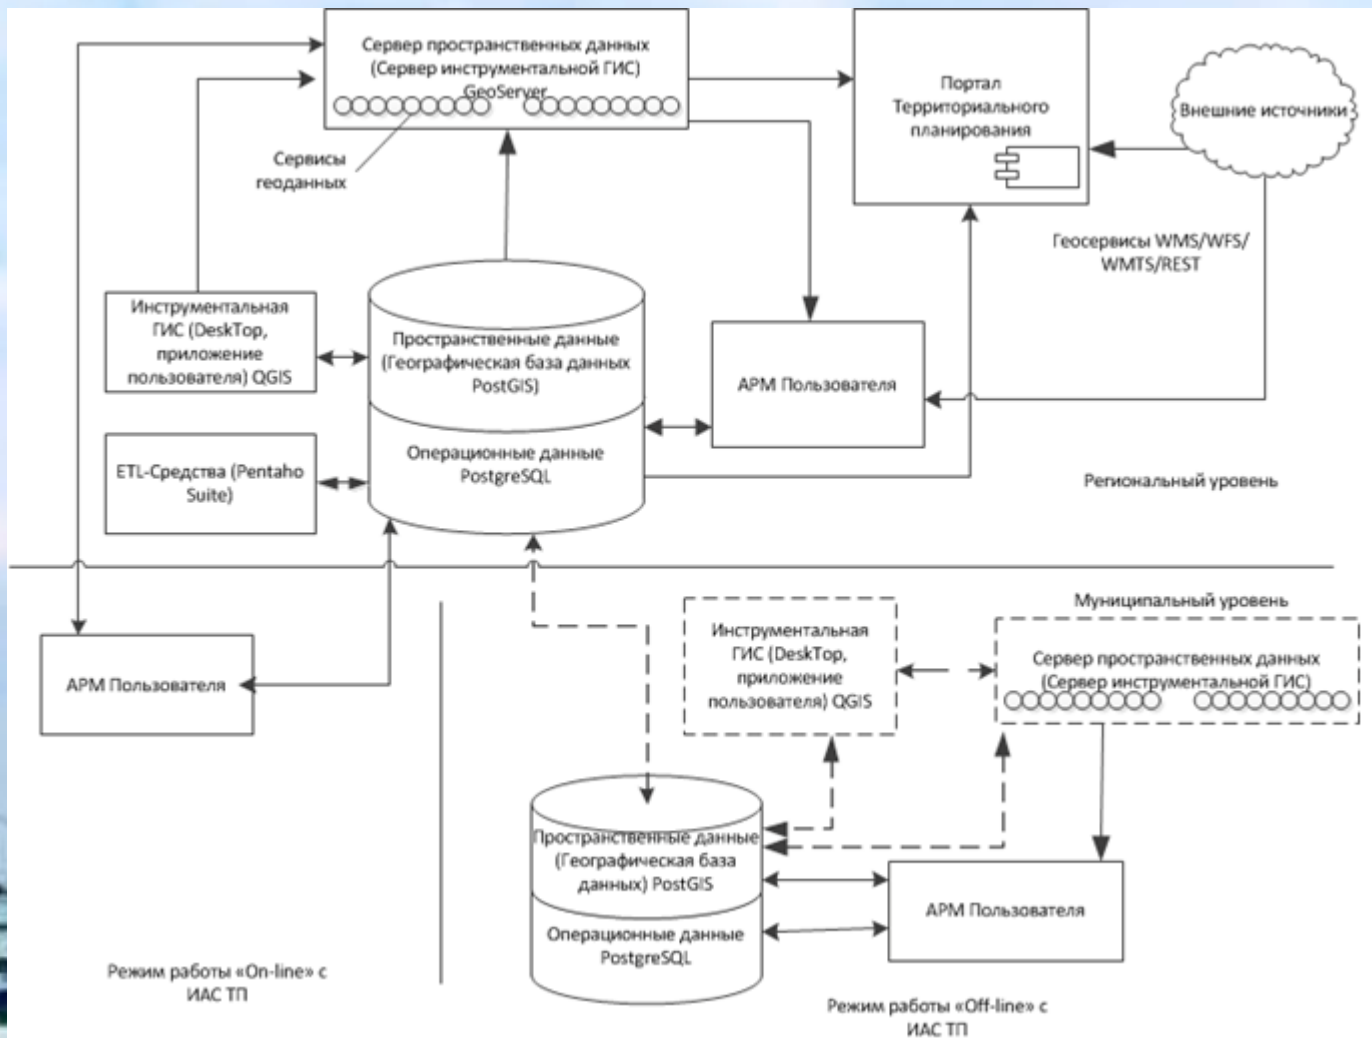 Сервер пространственных данных
(Сервер инструментальной ГИС)
GeoServer
Сервисы
геоданных
Портал
Территориального
планирования
Внешние источники
Геосервисы WMS/WFS/
WMTS/REST
Инструментальная
ГИС (DeskTop,
приложение
пользователя) QGIS
Пространственные данные
(Географическая база данных
PostGIS)
АРМ Пользователя
ETL-Средства (Pentaho
Suite)
Операционные данные
PostgreSQL
Региональный уровень
Муниципальный уровень
АРМ Пользователя
Инструментальная
ГИС (DeskTop,
приложение
пользователя) QGIS
Сервер пространственных данных
(Сервер инструментальной ГИС)
Пространственные данные
(Географическая база
данных) PostGIS
Операционные данные
PostgreSQL
АРМ Пользователя
Режим работы «On-line» с
ИАС ТП
Режим работы «Off-line» с
ИАС ТП